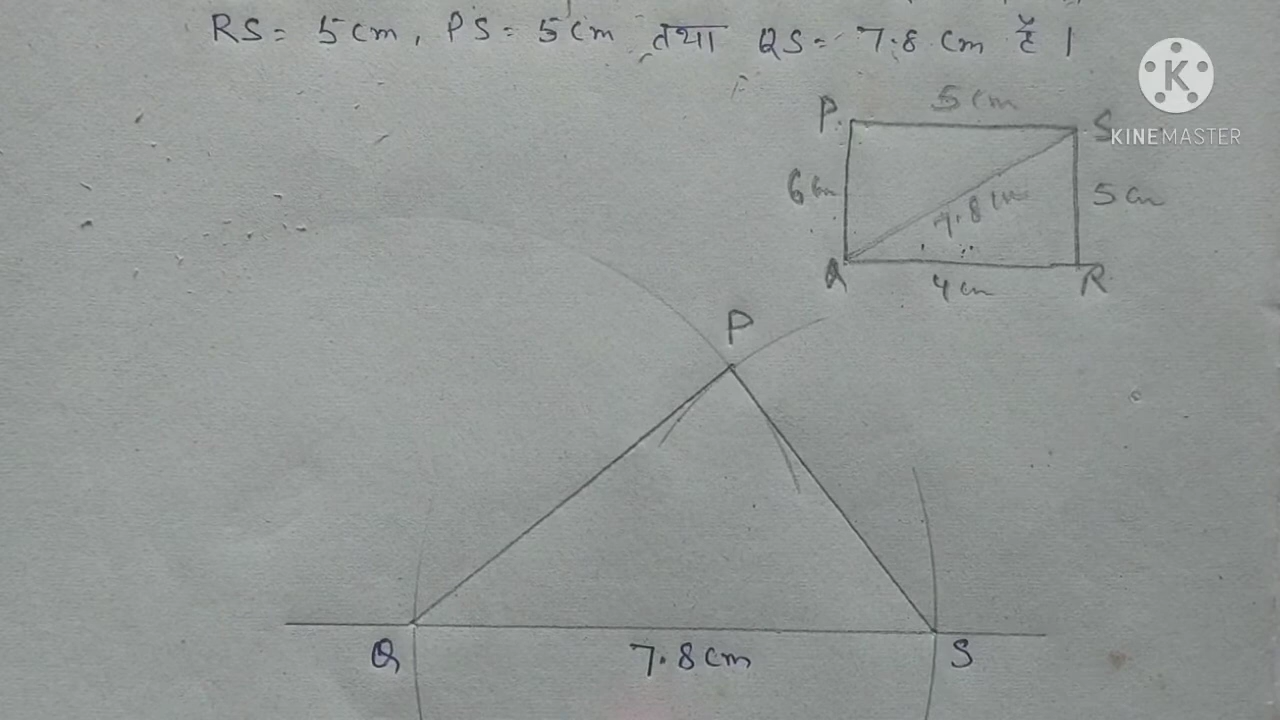 RS = 5 cm, PS = 5 cm तथा QS = 7.8 cm है ।
K
KINEMASTER
P
5 cm
S
6 cm
7.8 cm
5 cm
Q
4 cm
R
P
Q
7.8 cm
S